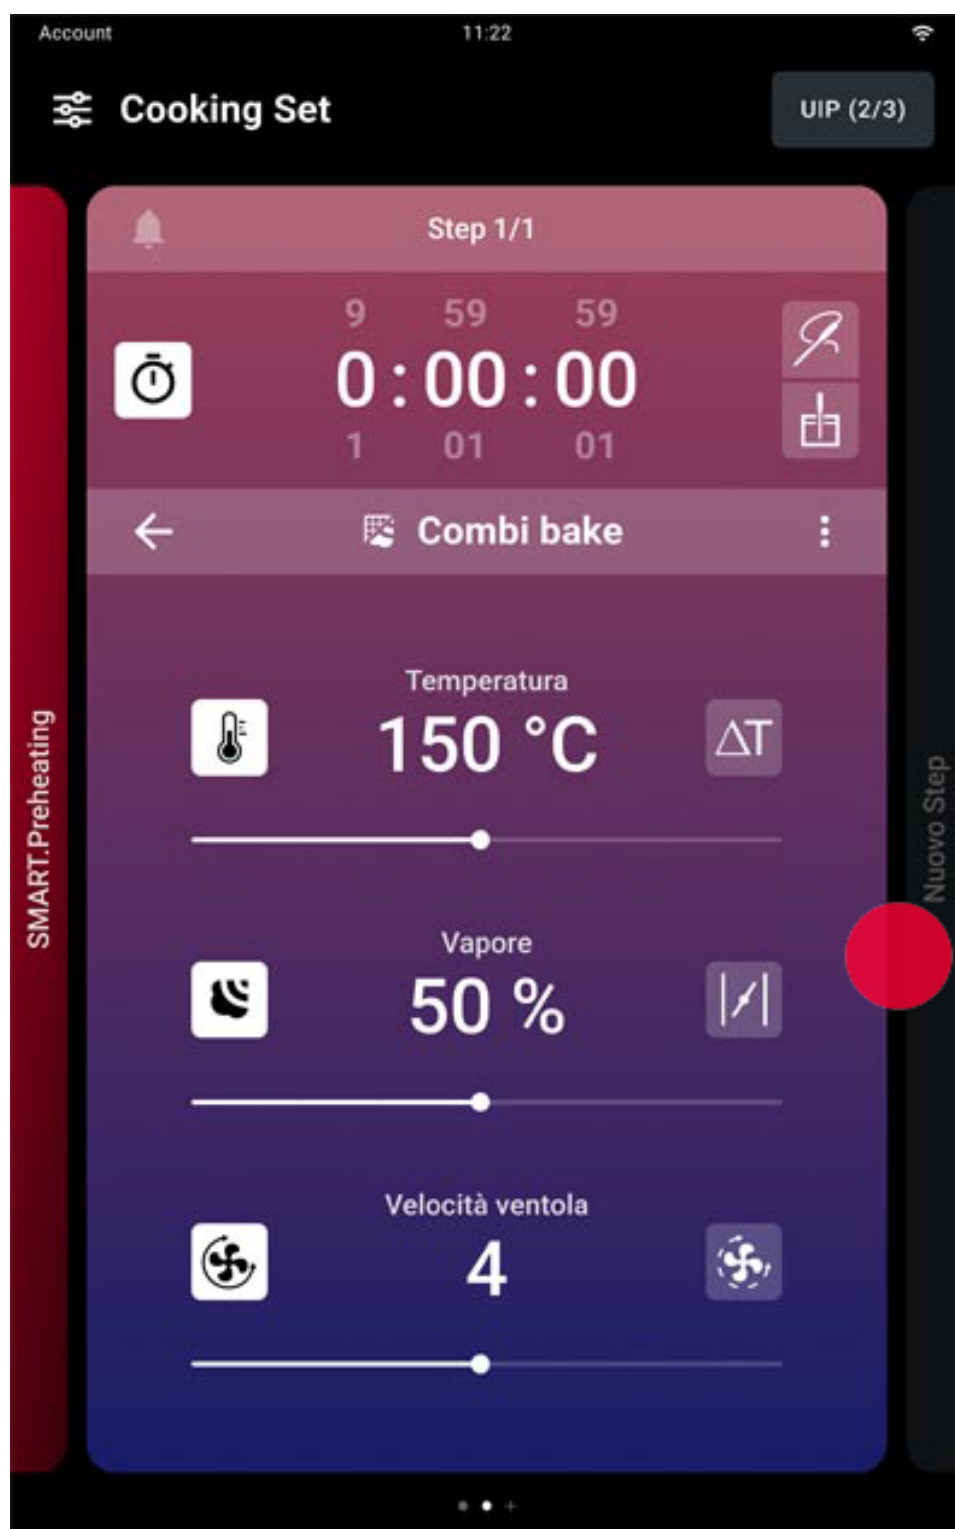 Account
11:22
Cooking Set
UIP (2/3)
Step 1/1
9 59 59
0 : 00 : 00
1 01 01
Combi bake
Temperatura
150 °C
ΔT
SMART.Preheating
Nuovo Step
Vapore
50 %
Velocità ventola
4